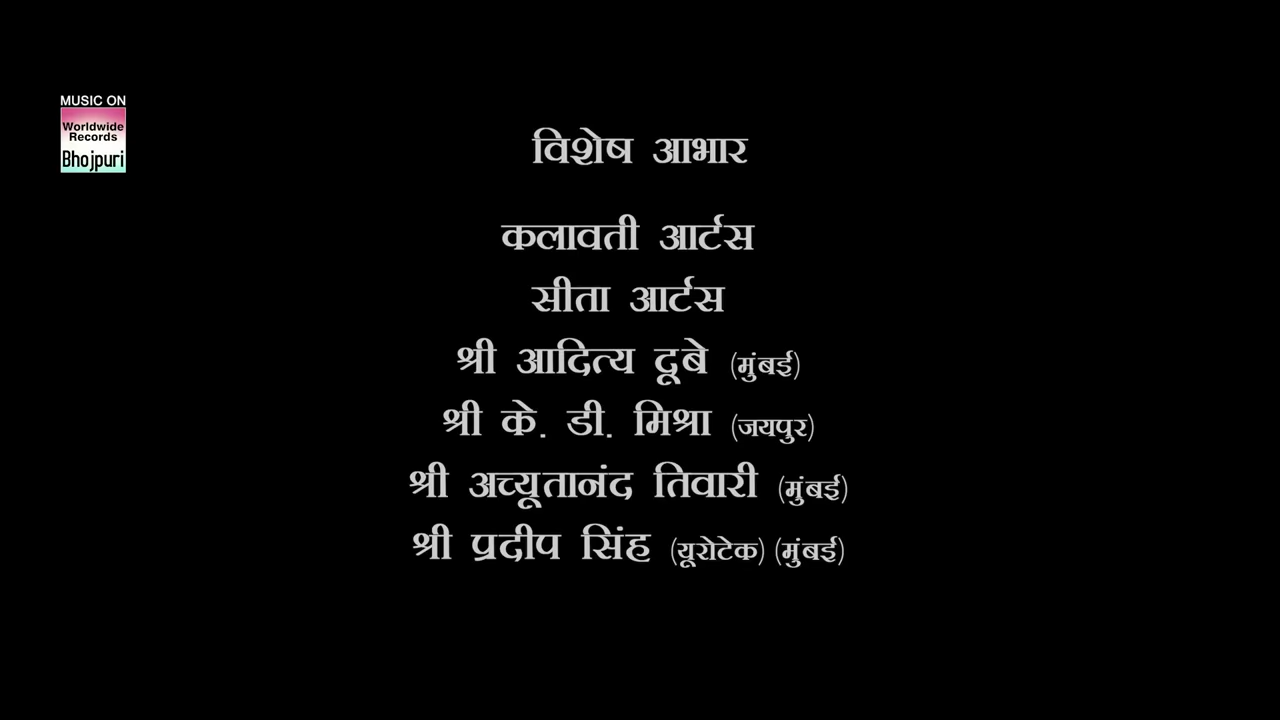 MUSIC ON
Worldwide
Records
Bhojpuri
विशेष आभार
कलावती आर्टस
सीता आर्टस
श्री आदित्य दूबे (मुंबई)
श्री के. डी. मिश्रा (जयपुर)
श्री अच्यूतानंद तिवारी (मुंबई)
श्री प्रदीप सिंह (यूरोटेक) (मुंबई)